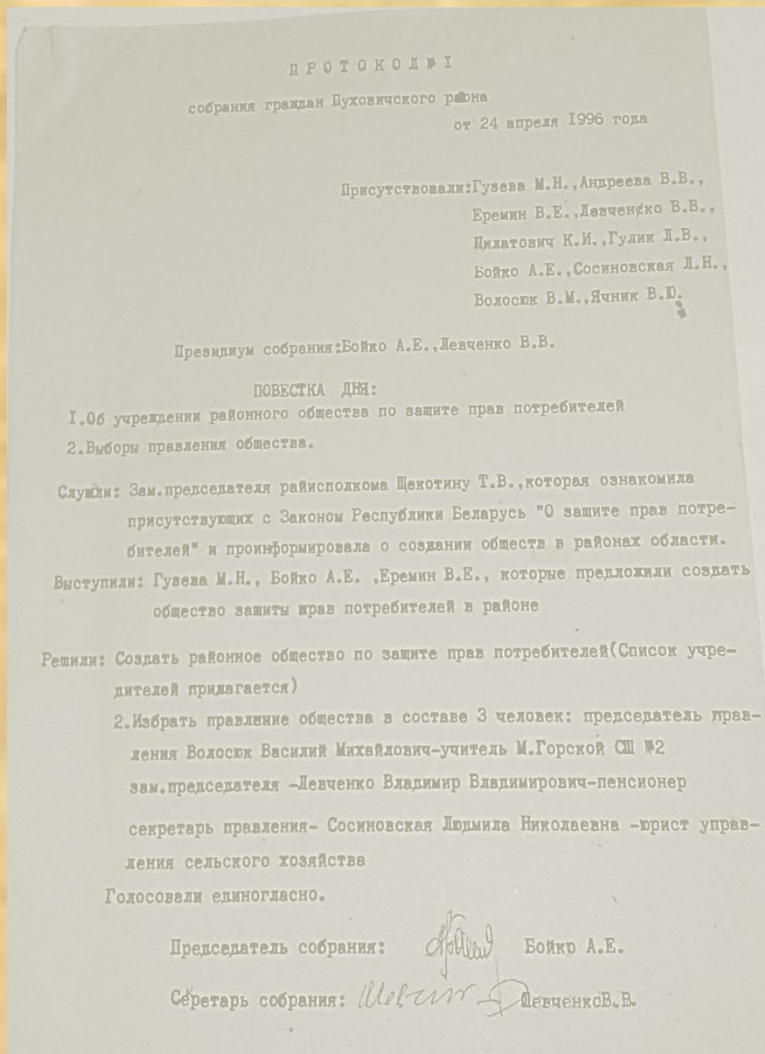 ПРОТОКОЛ №I
собрания граждан Пуховичского района
от 24 апреля I996 года
Присутствовали:Гузева М.Н.,Андреева В.В.,
Еремин В.Е.,Левченко В.В.,
Пилатович К.И.,Гулик Л.В.,
Бойко А.Е.,Сосиновская Л.Н.,
Волосюк В.М.,Ячник В.Ю.
Президиум собрания:Бойко А.Е.,Левченко В.В.
ПОВЕСТКА ДНЯ:
I.Об учреждении районного общества по защите прав потребителей
2.Выборы правления общества.
Слушали: Зам.председателя райисполкома Щекотину Т.В.,которая ознакомила
присутствующих с Законом Республики Беларусь "О защите прав потре-
бителей" и проинформировала о создании обществ в районах области.
Выступили: Гузева М.Н., Бойко А.Е. ,Еремин В.Е., которые предложили создать
общество защиты прав потребителей в районе
Решили: Создать районное общество по защите прав потребителей(Список учре-
дителей прилагается)
2.Избрать правление общества в составе 3 человек: председатель прав-
ления Волосюк Василий Михайлович-учитель М.Горской СШ №2
зам.председателя -Левченко Владимир Владимирович-пенсионер
секретарь правления- Сосиновская Людмила Николаевна -юрист управ-
ления сельского хозяйства
Голосовали единогласно.
Председатель собрания: Бойко А.Е.
Серетарь собрания: ЛевченкоВ.В.